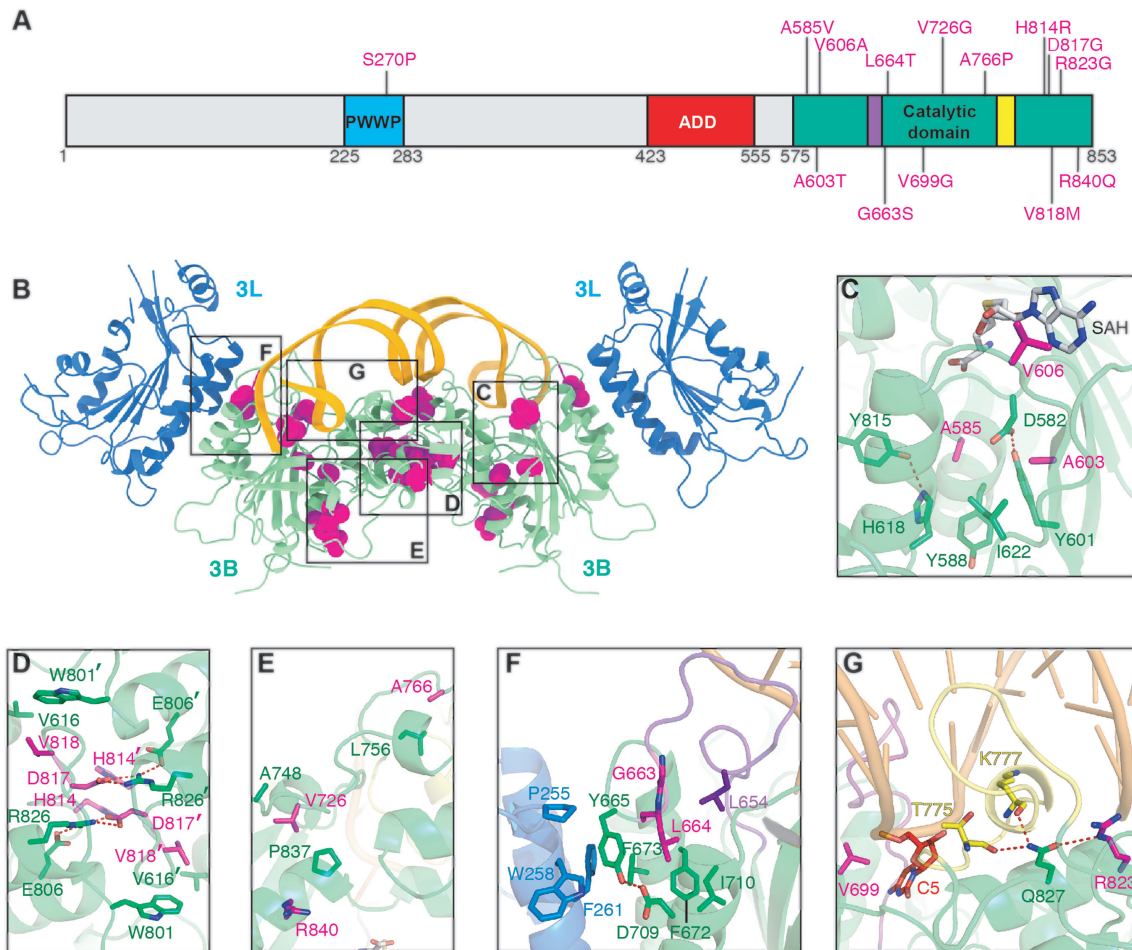 A
S270P
A585V
V606A
L664T
V726G
A766P
H814R
D817G
R823G
PWWP
ADD
Catalytic
domain
1
225
283
423
555
575
853
A603T
G663S
V699G
V818M
R840Q
B
3L
3L
F
G
C
D
E
3B
3B
C
SAH
V606
D582
Y815
A585
A603
H618
Y588
I622
Y601
D
W801′
E806′
V616
V818
H814′
D817
H814
R826′
R826
D817′
V818′
E806
V616′
W801
E
A766
L756
A748
V726
P837
R840
F
G663
P255
Y665
L654
L664
F673
W258
I710
F261
D709
F672
G
K777
T775
V699
C5
Q827
R823